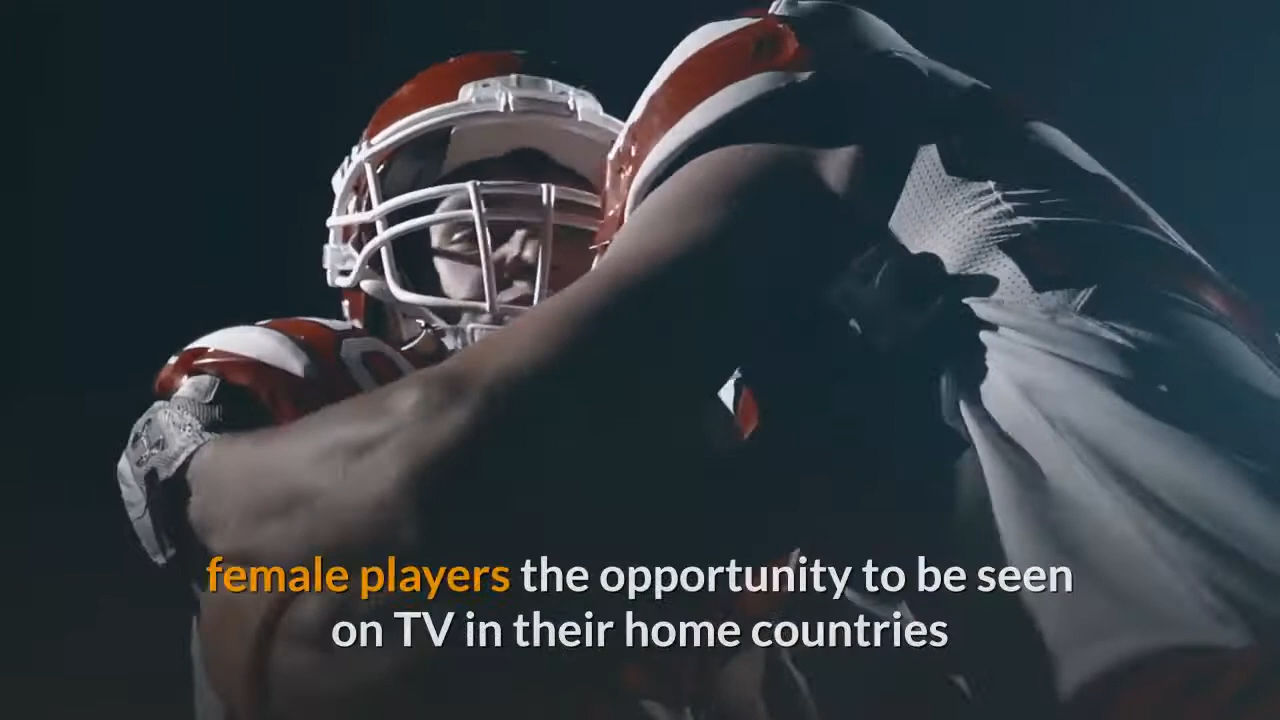 female players the opportunity to be seen
on TV in their home countries